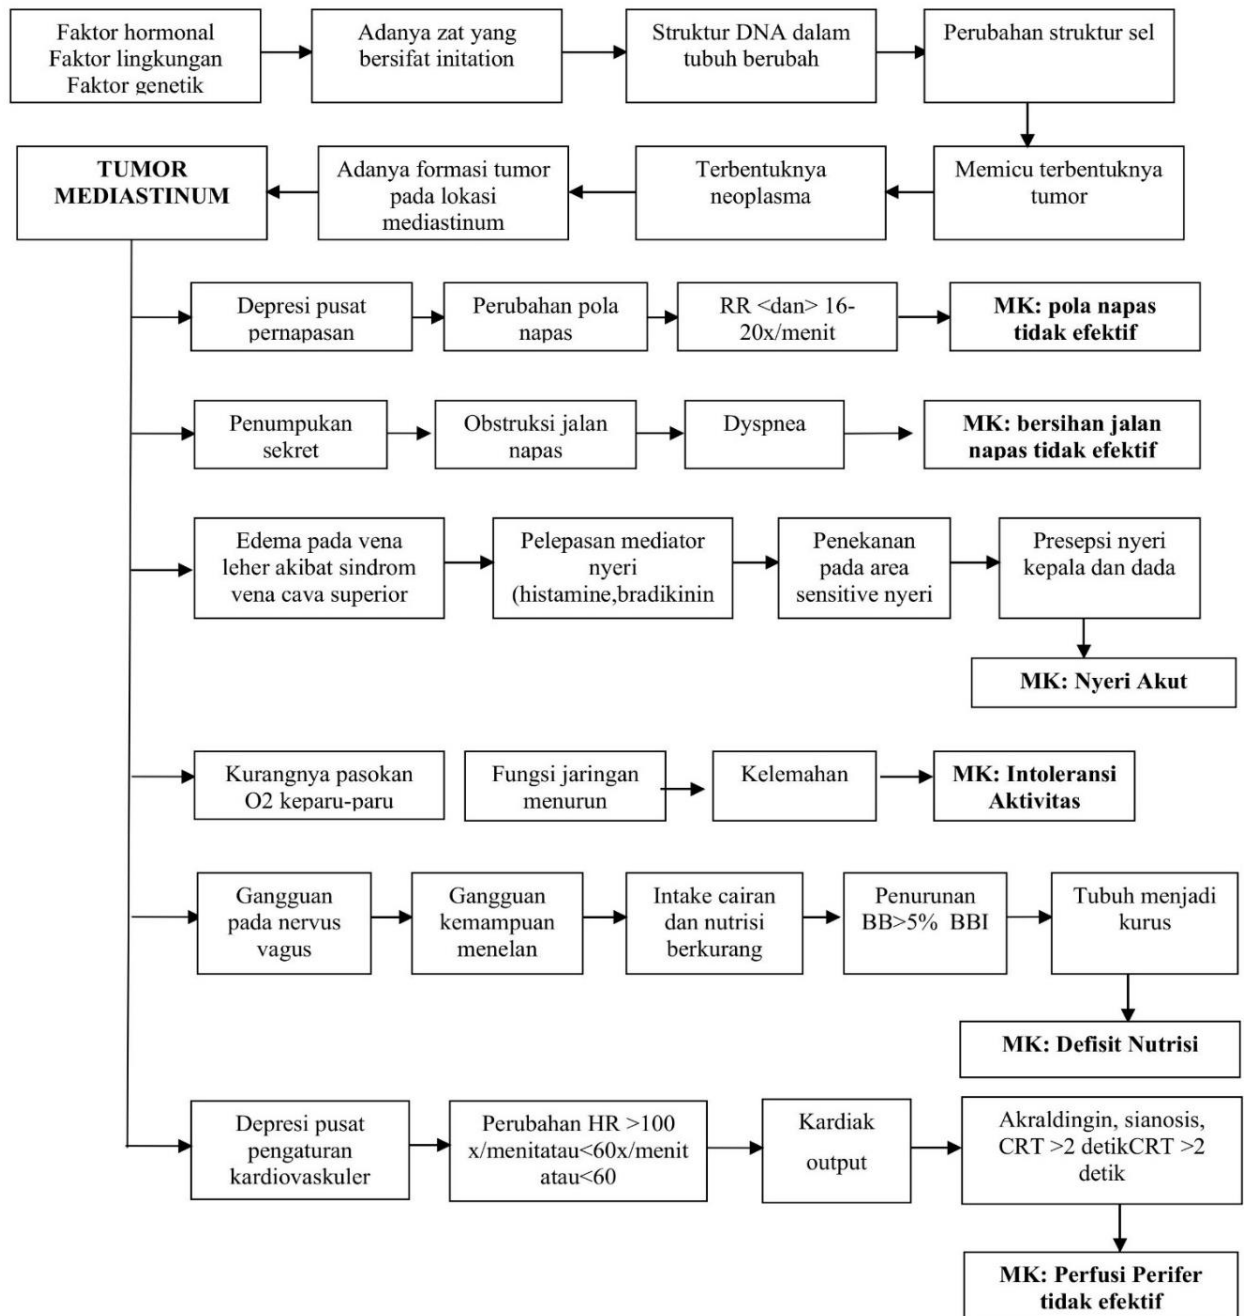 Faktor hormonal
Faktor lingkungan
Faktor genetik
Adanya zat yang
bersifat initation
Struktur DNA dalam
tubuh berubah
Perubahan struktur sel
TUMOR
MEDIASTINUM
Adanya formasi tumor
pada lokasi
mediastinum
Terbentuknya
neoplasma
Memicu terbentuknya
tumor
Depresi pusat
pernapasan
Perubahan pola
napas
RR <dan> 16-
20x/menit
MK: pola napas
tidak efektif
Penumpukan
sekret
Obstruksi jalan
napas
Dyspnea
MK: bersihan jalan
napas tidak efektif
Edema pada vena
leher akibat sindrom
vena cava superior
Pelepasan mediator
nyeri
(histamine,bradikinin
Penekanan
pada area
sensitive nyeri
Presepsi nyeri
kepala dan dada
MK: Nyeri Akut
Kurangnya pasokan
O2 keparu-paru
Fungsi jaringan
menurun
Kelemahan
MK: Intoleransi
Aktivitas
Gangguan
pada nervus
vagus
Gangguan
kemampuan
menelan
Intake cairan
dan nutrisi
berkurang
Penurunan
BB>5% BBI
Tubuh menjadi
kurus
MK: Defisit Nutrisi
Depresi pusat
pengaturan
kardiovaskuler
Perubahan HR >100
x/menitatau<60x/menit
atau<60
Kardiak
output
Akraldingin, sianosis,
CRT >2 detikCRT >2
detik
MK: Perfusi Perifer
tidak efektif